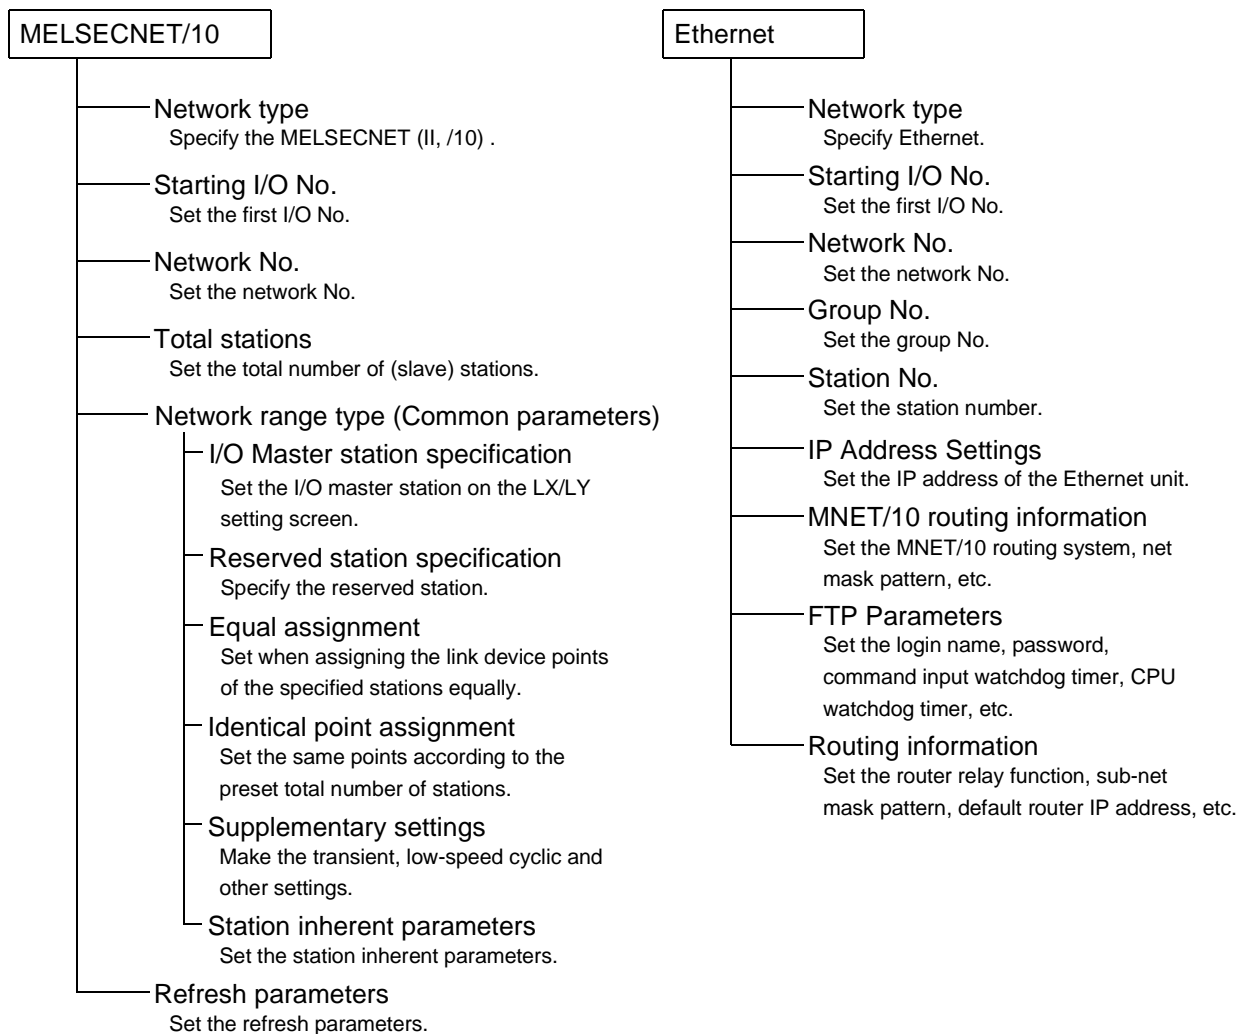 MELSECNET/10
Network type
Specify the MELSECNET (II, /10) .
Starting I/O No.
Set the first I/O No.
Network No.
Set the network No.
Total stations
Set the total number of (slave) stations.
Network range type (Common parameters)
I/O Master station specification
Set the I/O master station on the LX/LY
setting screen.
Reserved station specification
Specify the reserved station.
Equal assignment
Set when assigning the link device points
of the specified stations equally.
Identical point assignment
Set the same points according to the
preset total number of stations.
Supplementary settings
Make the transient, low-speed cyclic and
other settings.
Station inherent parameters
Set the station inherent parameters.
Refresh parameters
Set the refresh parameters.
Ethernet
Network type
Specify Ethernet.
Starting I/O No.
Set the first I/O No.
Network No.
Set the network No.
Group No.
Set the group No.
Station No.
Set the station number.
IP Address Settings
Set the IP address of the Ethernet unit.
MNET/10 routing information
Set the MNET/10 routing system, net
mask pattern, etc.
FTP Parameters
Set the login name, password,
command input watchdog timer, CPU
watchdog timer, etc.
Routing information
Set the router relay function, sub-net
mask pattern, default router IP address, etc.